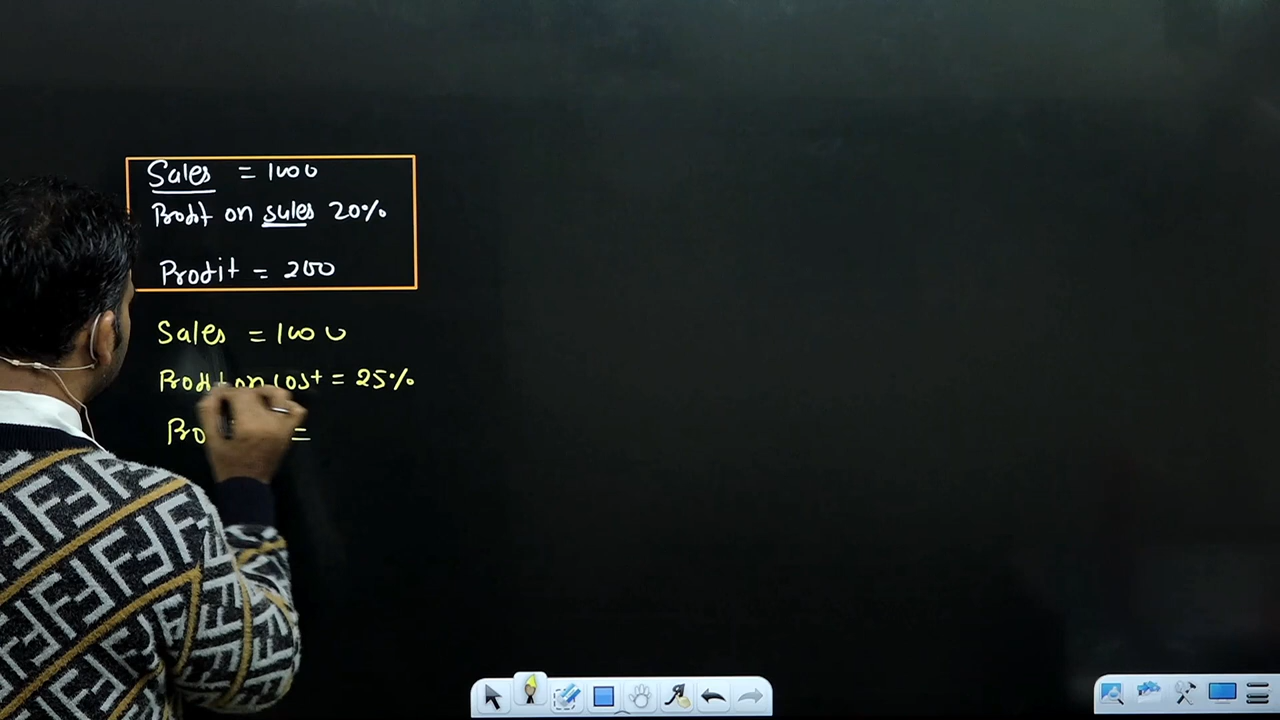 Sales = 1000
Profit on sales 20%
Profit = 200
Sales = 1000
Profit on cost = 25%
=